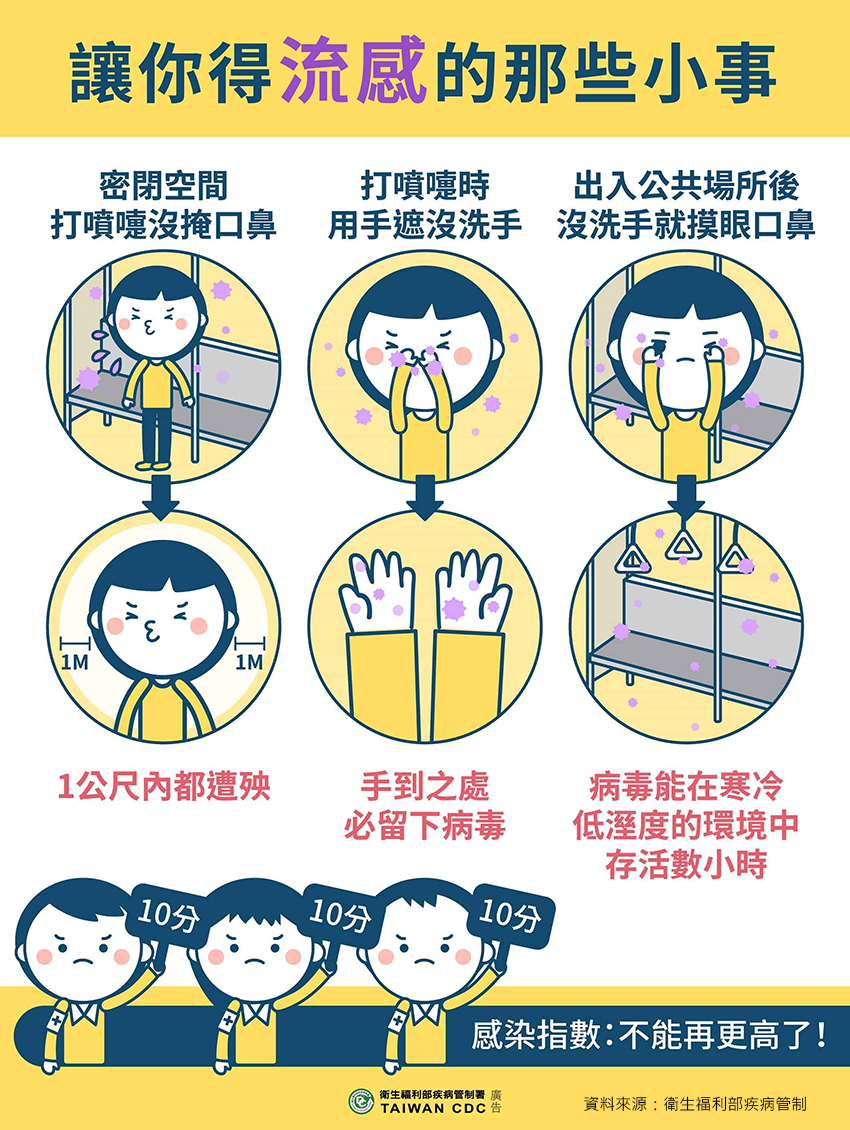 讓你得流感的那些小事
密閉空間
打噴嚏沒掩口鼻
打噴嚏時
用手遮沒洗手
出入公共場所後
沒洗手就摸眼口鼻
1M
1M
1公尺內都遭殃
手到之處
必留下病毒
病毒能在寒冷
低溼度的環境中
存活數小時
10分
10分
10分
感染指數：不能再更高了！
衛生福利部疾病管制署
TAIWAN CDC
廣告
資料來源：衛生福利部疾病管制